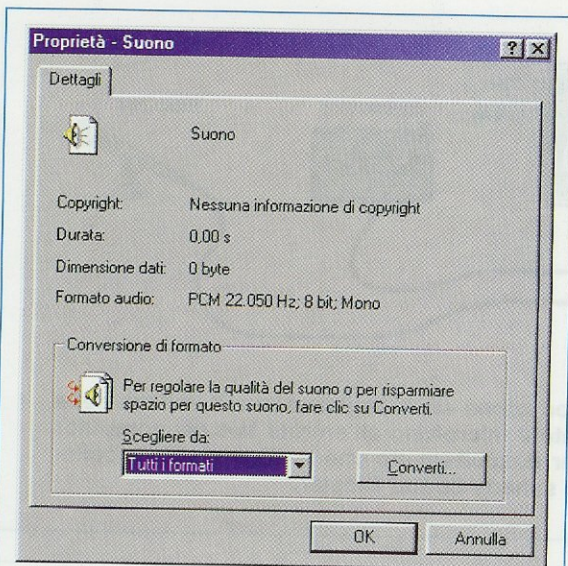 Proprietà - Suono
Dettagli
Suono
Copyright: Nessuna informazione di copyright
Durata: 0,00 s
Dimensione dati: 0 byte
Formato audio: PCM 22.050 Hz; 8 bit; Mono
Conversione di formato
Per regolare la qualità del suono o per risparmiare
spazio per questo suono, fare clic su Converti.
Scegliere da:
Tutti i formati
Converti...
OK Annulla